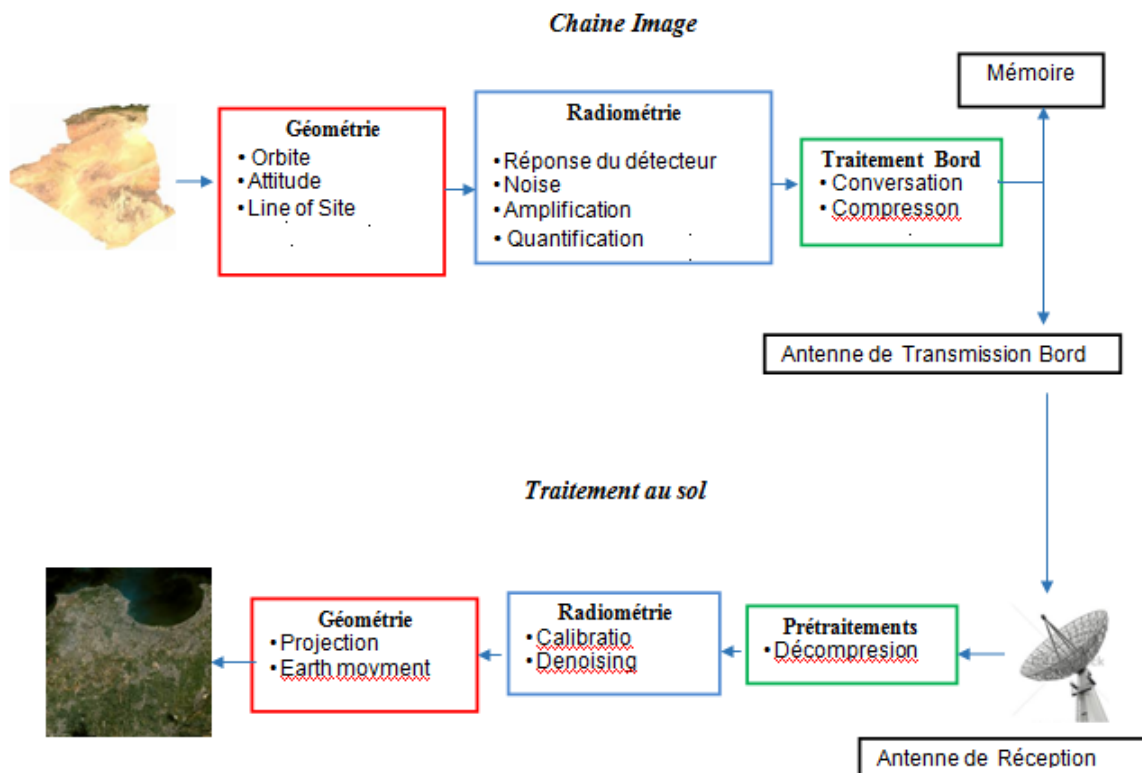 Chaine Image
Mémoire
Géométrie
• Orbite
• Attitude
• Line of Site
Radiométrie
• Réponse du détecteur
• Noise
• Amplification
• Quantification
Traitement Bord
• Conversation
• Compresson
Antenne de Transmission Bord
Traitement au sol
Géométrie
• Projection
• Earth movment
Radiométrie
• Calibratio
• Denoising
Prétraitements
• Décompresion
Antenne de Réception